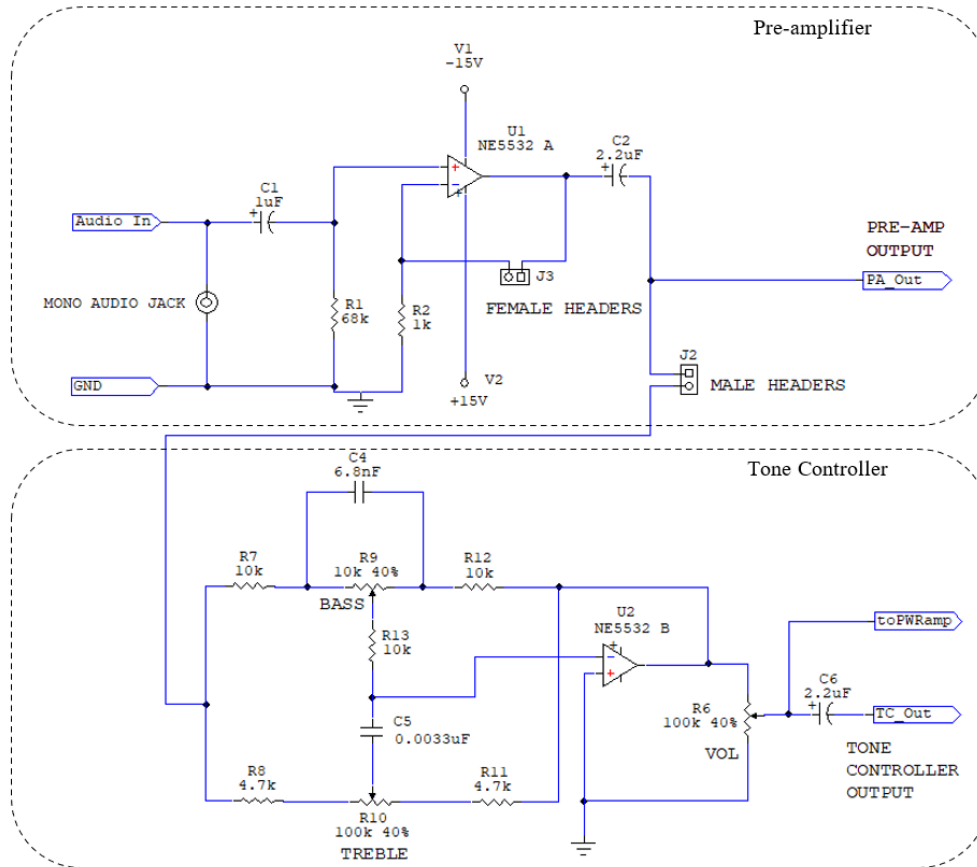 Pre-amplifier
V1
-15V
U1
NE5532 A
C2
2.2uF
+
C1
1uF
+
Audio In
+
-
+
PRE-AMP
OUTPUT
J3
PA_Out
MONO AUDIO JACK
R1
68k
R2
1k
FEMALE HEADERS
J2
GND
V2
+15V
MALE HEADERS
C4
6.8nF
Tone Controller
R7
10k
R9
10k 40%
R12
10k
BASS
U2
NE5532 B
toPWRamp
R13
10k
-
+
+
C6
2.2uF
+
TC_Out
R6
100k 40%
C5
0.0033uF
VOL
TONE
CONTROLLER
OUTPUT
R8
4.7k
R11
4.7k
R10
100k 40%
TREBLE